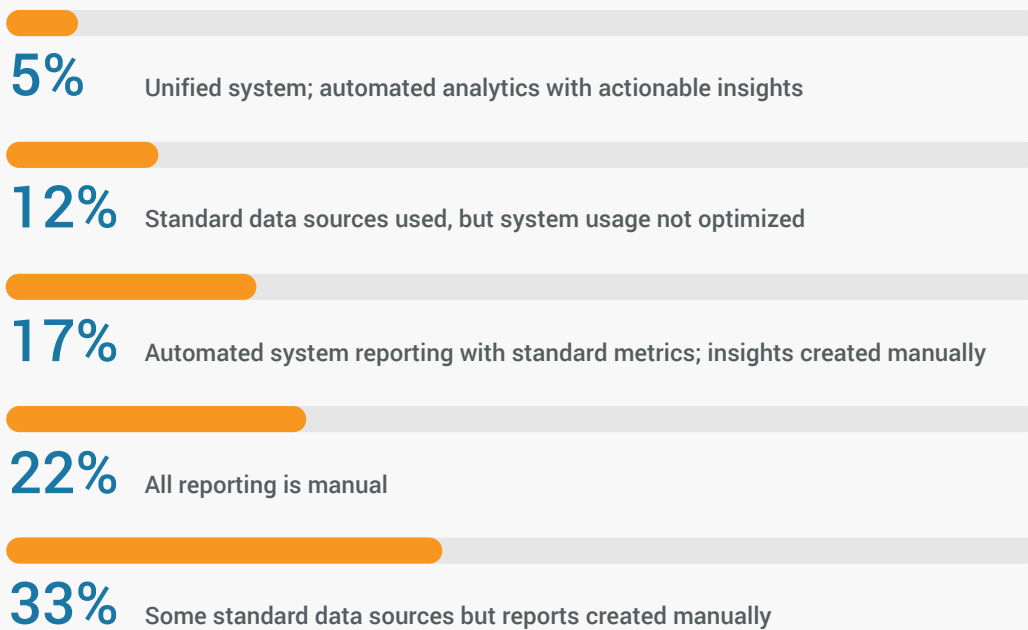 5% Unified system; automated analytics with actionable insights
12% Standard data sources used, but system usage not optimized
17% Automated system reporting with standard metrics; insights created manually
22% All reporting is manual
33% Some standard data sources but reports created manually